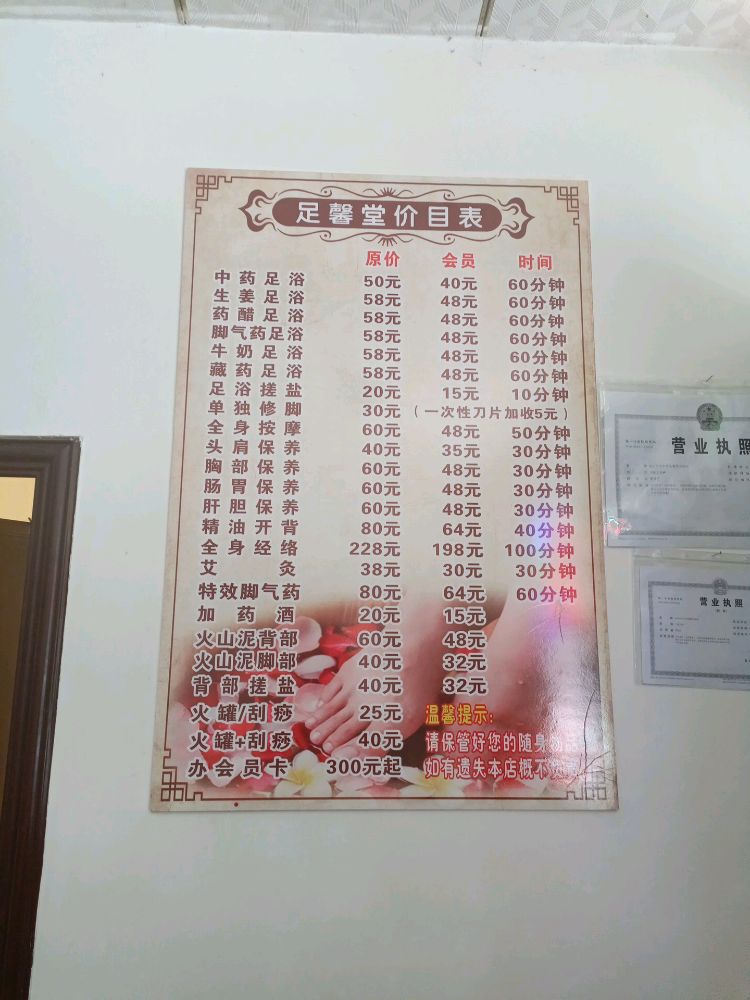 足馨堂价目表
原价 会员 时间
中药足浴 50元 40元 60分钟
生姜足浴 58元 48元 60分钟
药醋足浴 58元 48元 60分钟
脚气药足浴 58元 48元 60分钟
牛奶足浴 58元 48元 60分钟
藏药足浴 58元 48元 60分钟
足浴搓盐 20元 15元 10分钟
单独修脚 30元 (一次性刀片加收5元)
全身按摩 60元 48元 50分钟
头肩保养 40元 35元 30分钟
胸部保养 60元 48元 30分钟
肠胃保养 60元 48元 30分钟
肝胆保养 60元 48元 30分钟
精油开背 80元 64元 40分钟
全身经络 228元 198元 100分钟
艾灸 38元 30元 30分钟
特效脚气药 80元 64元 60分钟
加药酒 20元 15元
火山泥背部 60元 48元
火山泥脚部 40元 32元
背部搓盐 40元 32元
火罐/刮痧 25元
火罐+刮痧 40元
办会员卡 300元起
温馨提示:
请保管好您的随身物品
如有遗失本店概不
营业执照
营业执照